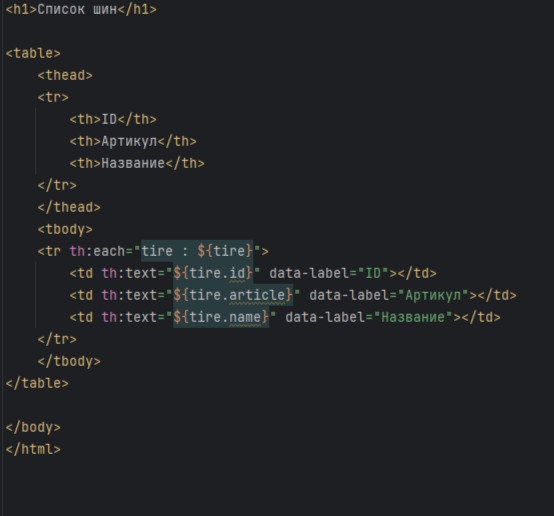 <h1>Список шин</h1>
<table>
<thead>
<tr>
<th>ID</th>
<th>Артикул</th>
<th>Название</th>
</tr>
</thead>
<tbody>
<tr th:each="tire : ${tire}">
<td th:text="${tire.id}" data-label="ID"></td>
<td th:text="${tire.article}" data-label="Артикул"></td>
<td th:text="${tire.name}" data-label="Название"></td>
</tr>
</tbody>
</table>
</body>
</html>